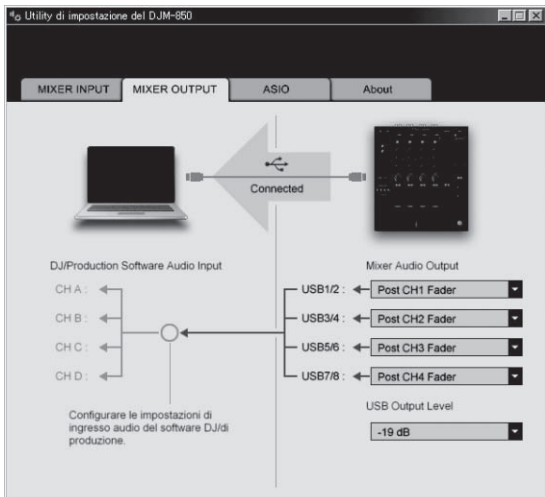 Utility di impostazione del DJM-850
MIXER INPUT
MIXER OUTPUT
ASIO
About
Connected
DJ/Production Software Audio Input
CH A :
CH B :
CH C :
CH D :
Configurare le impostazioni di
ingresso audio del software DJ/di
produzione.
Mixer Audio Output
USB1/2 : Post CH1 Fader
USB3/4 : Post CH2 Fader
USB5/6 : Post CH3 Fader
USB7/8 : Post CH4 Fader
USB Output Level
-19 dB